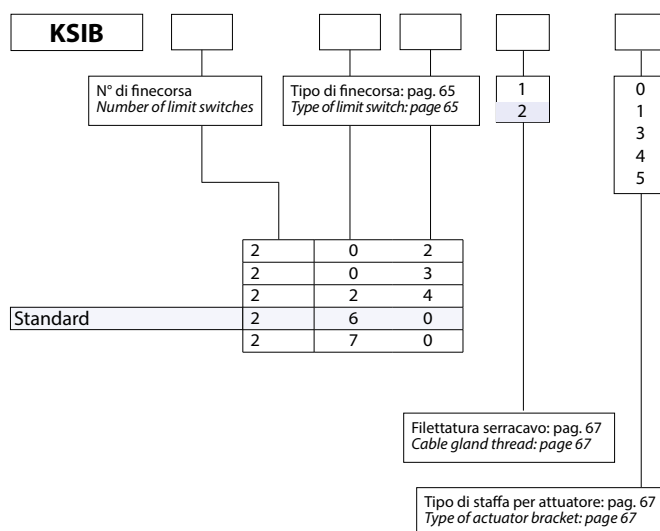 KSIB
N° di finecorsa
Number of limit switches
Tipo di finecorsa: pag. 65
Type of limit switch: page 65
1
2
0
1
3
4
5
2 0 2
2 0 3
2 2 4
Standard 2 6 0
2 7 0
Filettatura serracavo: pag. 67
Cable gland thread: page 67
Tipo di staffa per attuatore: pag. 67
Type of actuator bracket: page 67